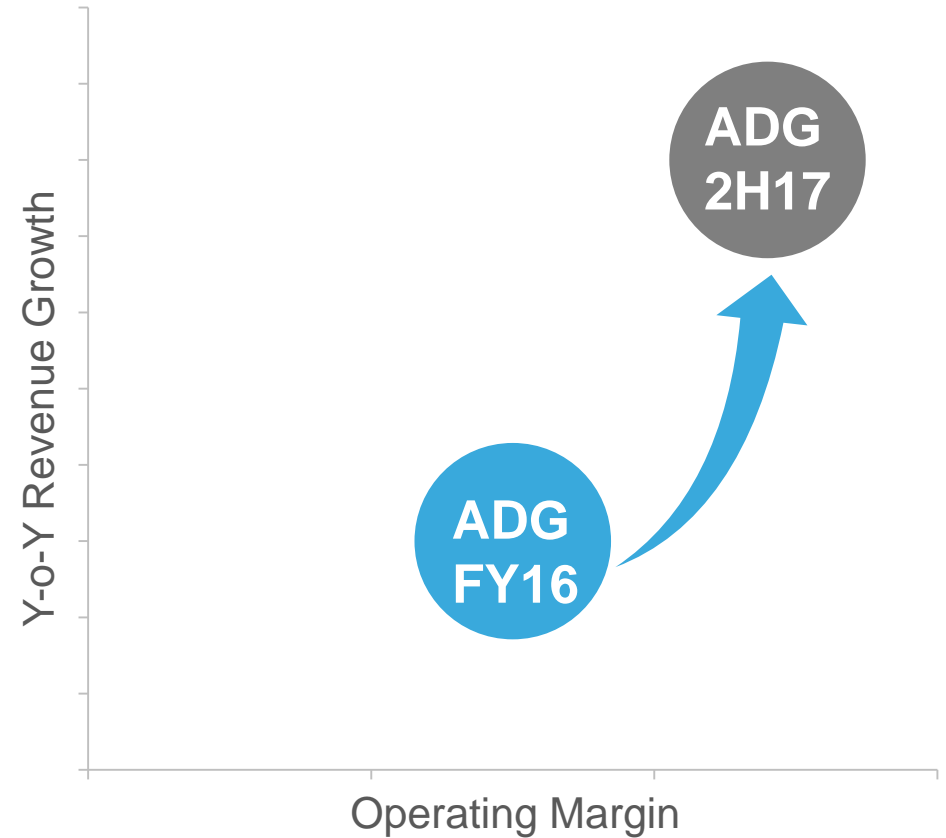 ADG
2H17
Y-o-Y Revenue Growth
ADG
FY16
Operating Margin